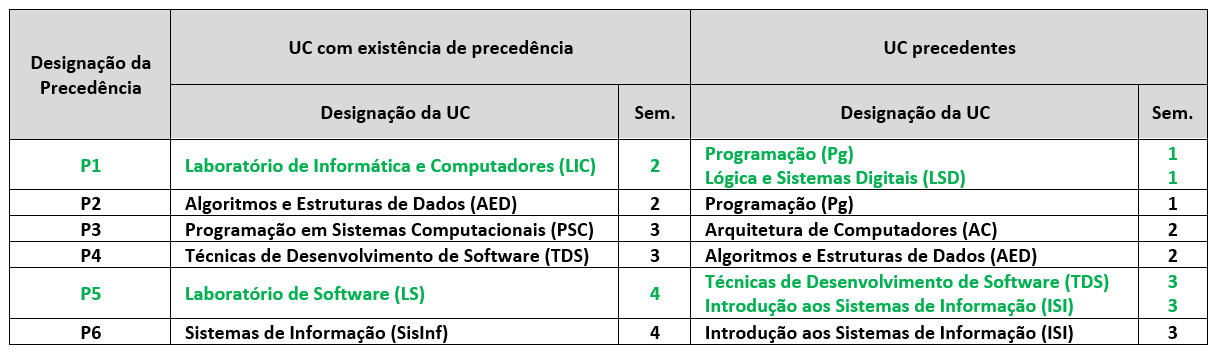 Designação da Precedência
UC com existência de precedência
UC precedentes
Designação da UC
Sem.
Designação da UC
Sem.
P1
Laboratório de Informática e Computadores (LIC)
2
Programação (Pg)
1
Lógica e Sistemas Digitais (LSD)
1
P2
Algoritmos e Estruturas de Dados (AED)
2
Programação (Pg)
1
P3
Programação em Sistemas Computacionais (PSC)
3
Arquitetura de Computadores (AC)
2
P4
Técnicas de Desenvolvimento de Software (TDS)
3
Algoritmos e Estruturas de Dados (AED)
2
P5
Laboratório de Software (LS)
4
Técnicas de Desenvolvimento de Software (TDS)
3
Introdução aos Sistemas de Informação (ISI)
3
P6
Sistemas de Informação (SisInf)
4
Introdução aos Sistemas de Informação (ISI)
3